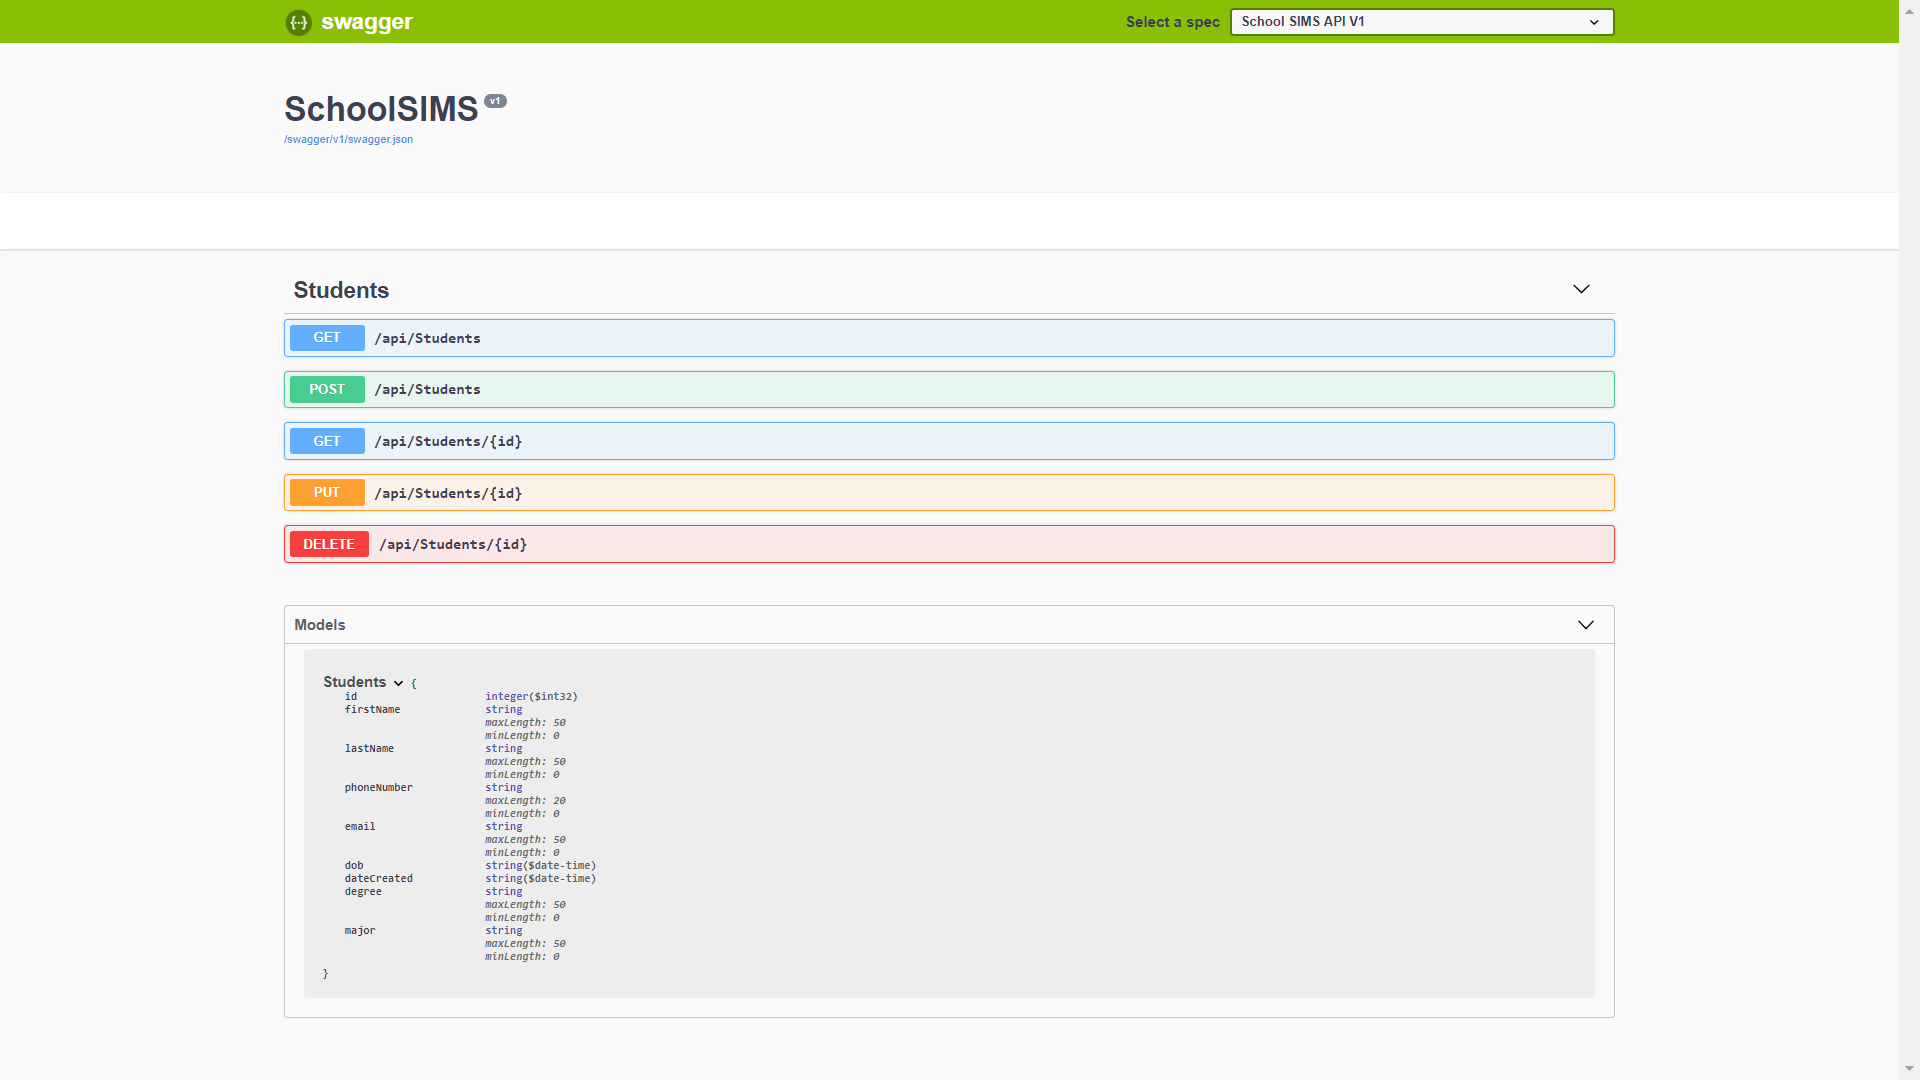 swagger
Select a spec School SIMS API V1
SchoolSIMS v1
/swagger/v1/swagger.json
Students
GET /api/Students
POST /api/Students
GET /api/Students/{id}
PUT /api/Students/{id}
DELETE /api/Students/{id}
Models
Students {
id integer($int32)
firstName string
maxLength: 50
minLength: 0
lastName string
maxLength: 50
minLength: 0
phoneNumber string
maxLength: 20
minLength: 0
email string
maxLength: 50
minLength: 0
dob string($date-time)
dateCreated string($date-time)
degree string
maxLength: 50
minLength: 0
major string
maxLength: 50
minLength: 0
}